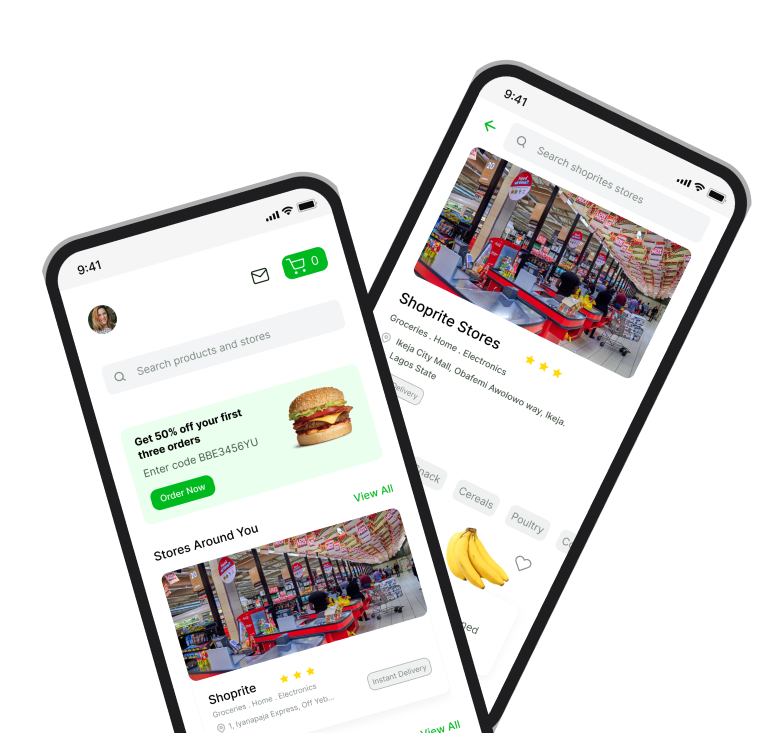 9:41
0
Search products and stores
Get 50% off your first
three orders
Enter code BBE3456YU
Order Now
View All
Stores Around You
20
Shoprite
Groceries . Home . Electronics
1, Iyanapaja Express, Off Yeb...
Instant Delivery
View All
9:41
Search shoprites stores
20
Shoprite Stores
Groceries . Home . Electronics
Ikeja City Mall, Obafemi Awolowo way, Ikeja.
Lagos State
Delivery
Snack
Cereals
Poultry